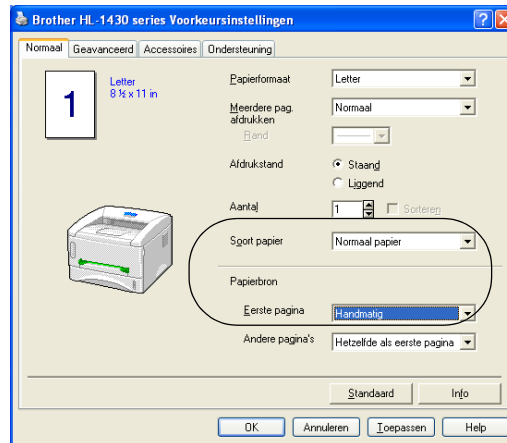 Brother HL-1430 series Voorkeursinstellingen
Normaal Geavanceerd Accessoires Ondersteuning
1
Letter
8 ½ x 11 in
Papierformaat Letter
Meerdere pag. afdrukken Normaal
Rand
Afdrukstand Staand
Liggend
Aantal 1 Sorteren
Soort papier Normaal papier
Papierbron
Eerste pagina Handmatig
Andere pagina's Hetzelfde als eerste pagina
Standaard Info
OK Annuleren Toepassen Help